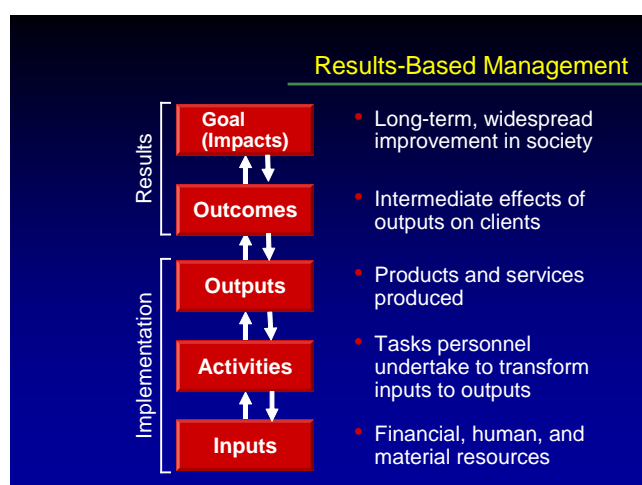 Results-Based Management
Results
Goal
(Impacts)
• Long-term, widespread
improvement in society
Outcomes
• Intermediate effects of
outputs on clients
Implementation
Outputs
• Products and services
produced
Activities
• Tasks personnel
undertake to transform
inputs to outputs
Inputs
• Financial, human, and
material resources